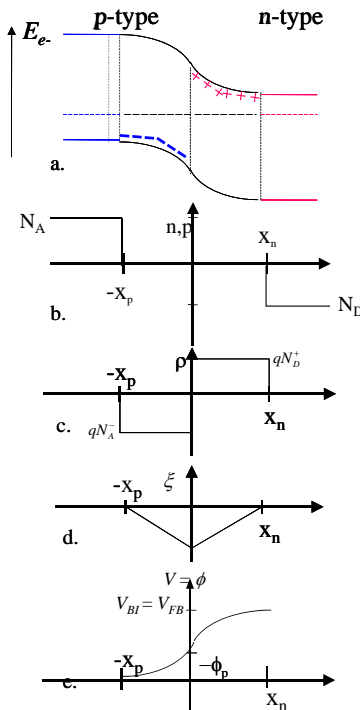 p-type n-type
E_e-
a.
N_A
n,p
x_n
-x_p
N_D
b.
ρ
qN_D^+
-x_p
x_n
qN_A^-
c.
ξ
-x_p
x_n
d.
V = ϕ
V_BI = V_FB
-x_p
-ϕ_p
e.
x_n